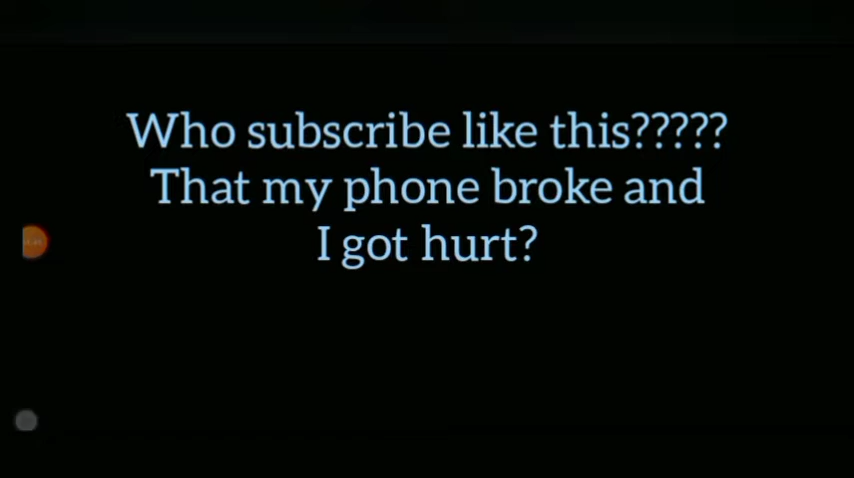 Who subscribe like this?????
That my phone broke and
I got hurt?